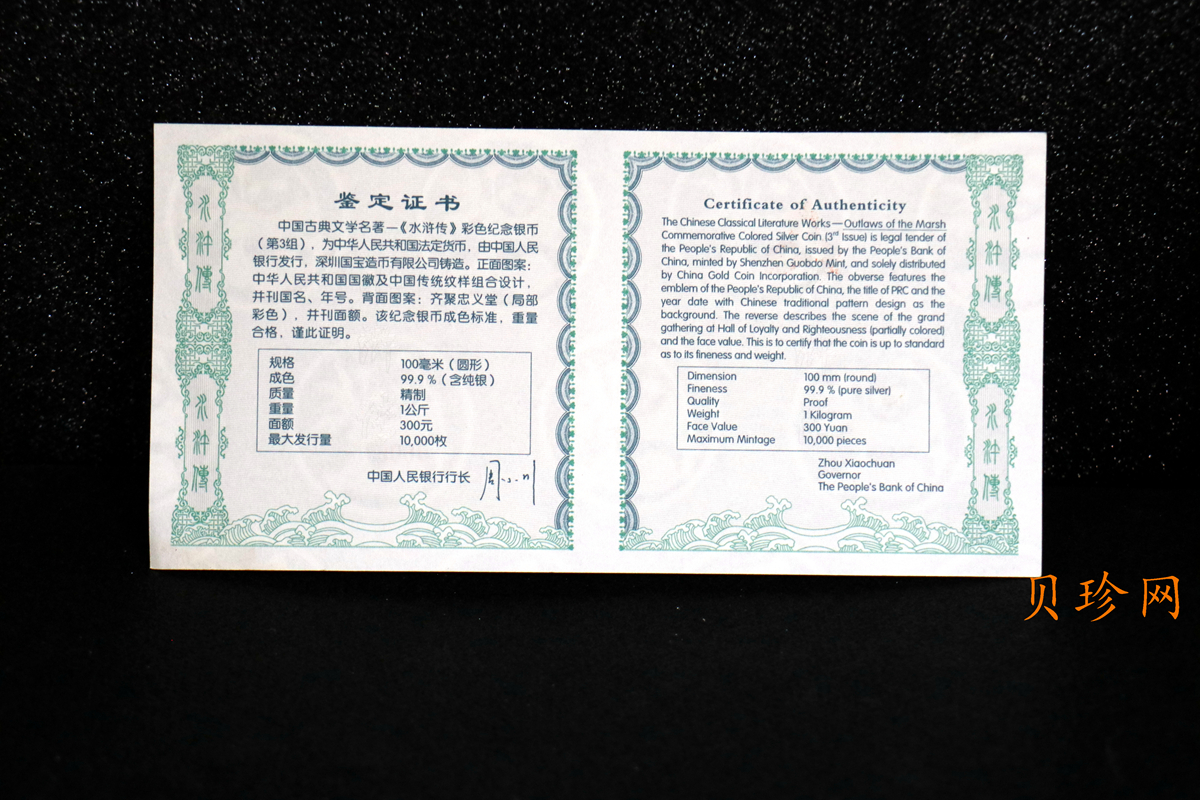 鉴定证书
中国古典文学名著—《水浒传》彩色纪念银币
(第3组),为中华人民共和国法定货币,由中国人民
银行发行,深圳国宝造币有限公司铸造。正面图案:
中华人民共和国国徽及中国传统纹样组合设计,
并刊国名、年号。背面图案:齐聚忠义堂(局部
彩色),并刊面额。该纪念银币成色标准,重量
合格,谨此证明。
规格 100毫米(圆形)
成色 99.9%(含纯银)
质量 精制
重量 1公斤
面额 300元
最大发行量 10,000枚
中国人民银行行长
水浒傳
水浒傳
Certificate of Authenticity
The Chinese Classical Literature Works—Outlaws of the Marsh
Commemorative Colored Silver Coin (3rd Issue) is legal tender of
the People's Republic of China, issued by the People's Bank of
China, minted by Shenzhen Guobdo Mint, and solely distributed
by China Gold Coin Incorporation. The obverse features the
emblem of the People's Republic of China, the title of PRC and the
year date with Chinese traditional pattern design as the
background. The reverse describes the scene of the grand
gathering at Hall of Loyalty and Righteousness (partially colored)
and the face value. This is to certify that the coin is up to standard
as to its fineness and weight.
Dimension 100 mm (round)
Fineness 99.9 % (pure silver)
Quality Proof
Weight 1 Kilogram
Face Value 300 Yuan
Maximum Mintage 10,000 pieces
Zhou Xiaochuan
Governor
The People's Bank of China
水浒傳
水浒傳
贝珍网